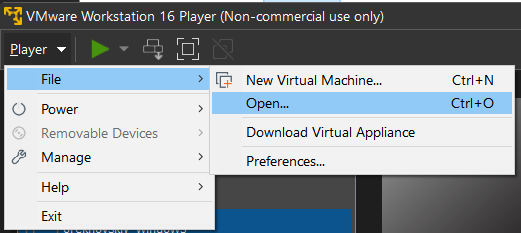 VMware Workstation 16 Player (Non-commercial use only)
Player
File
Power
Removable Devices
Manage
Help
Exit
New Virtual Machine... Ctrl+N
Open... Ctrl+O
Download Virtual Appliance
Preferences...